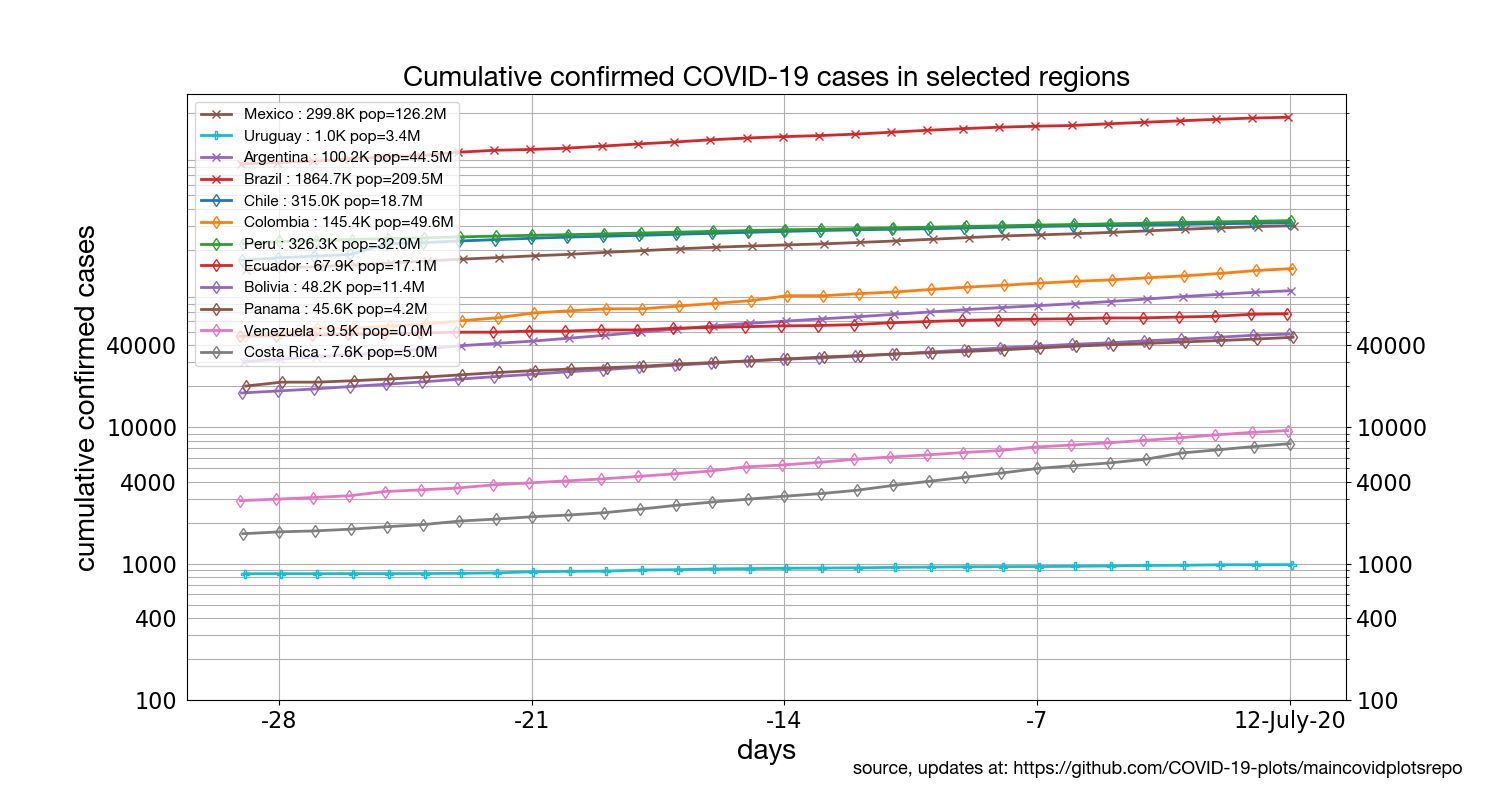 Cumulative confirmed COVID-19 cases in selected regions
Mexico : 299.8K pop=126.2M
Uruguay : 1.0K pop=3.4M
Argentina : 100.2K pop=44.5M
Brazil : 1864.7K pop=209.5M
Chile : 315.0K pop=18.7M
Colombia : 145.4K pop=49.6M
Peru : 326.3K pop=32.0M
Ecuador : 67.9K pop=17.1M
Bolivia : 48.2K pop=11.4M
Panama : 45.6K pop=4.2M
Venezuela : 9.5K pop=0.0M
Costa Rica : 7.6K pop=5.0M
cumulative confirmed cases
40000
10000
4000
1000
400
100
40000
10000
4000
1000
400
100
-28 -21 -14 -7 12-July-20
days
source, updates at: https://github.com/COVID-19-plots/maincovidplotsrepo